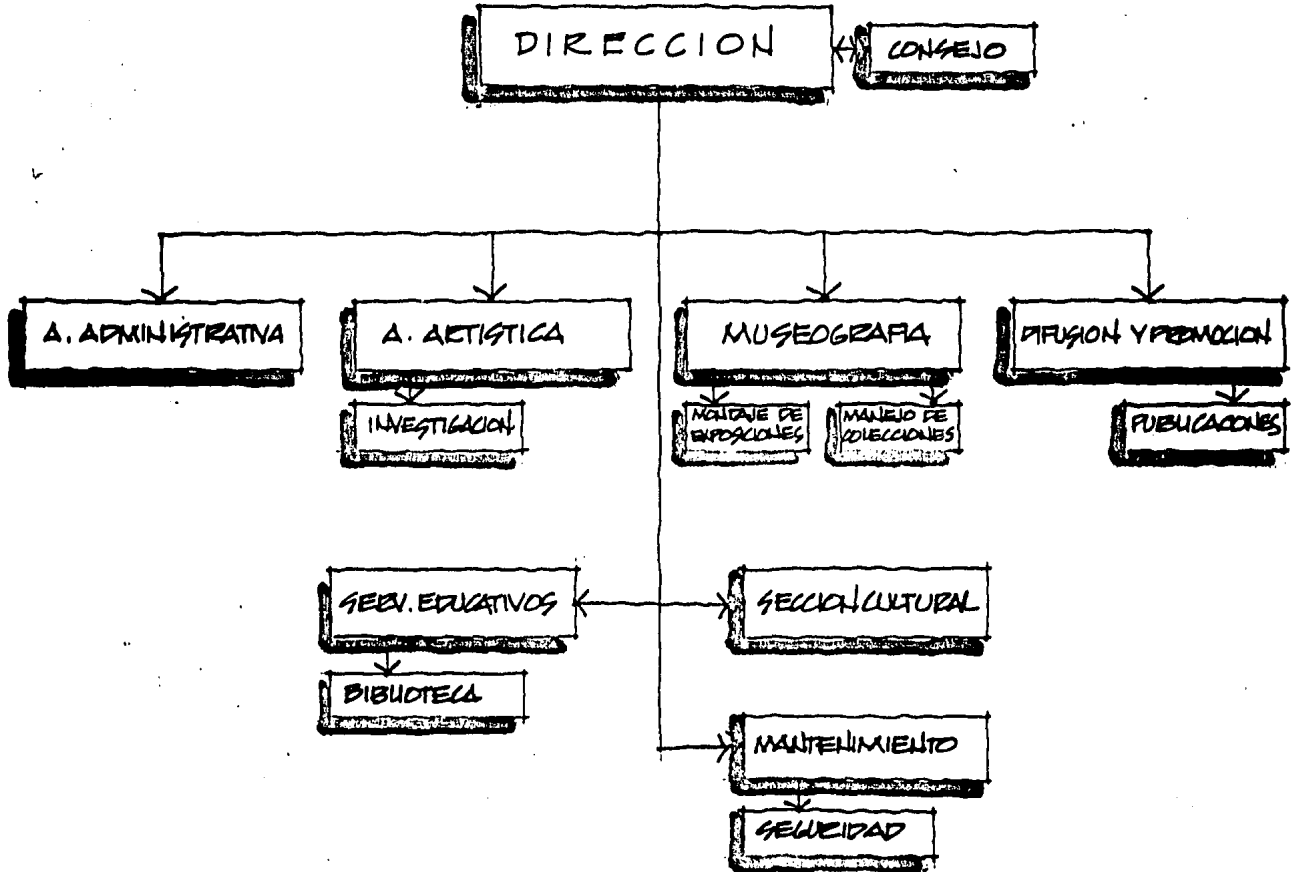 DIRECCION
CONSEJO
A. ADMINISTRATIVA
A. ARTISTICA
MUSEOGRAFIA
DIFUSION Y PROMOCION
INVESTIGACION
MONTAJE DE
EXPOSCIONES
MANEJO DE
COLECCIONES
PUBLICACIONES
SERV. EDUCATIVOS
SECCION CULTURAL
BIBLIOTECA
MANTENIMIENTO
SEGURIDAD